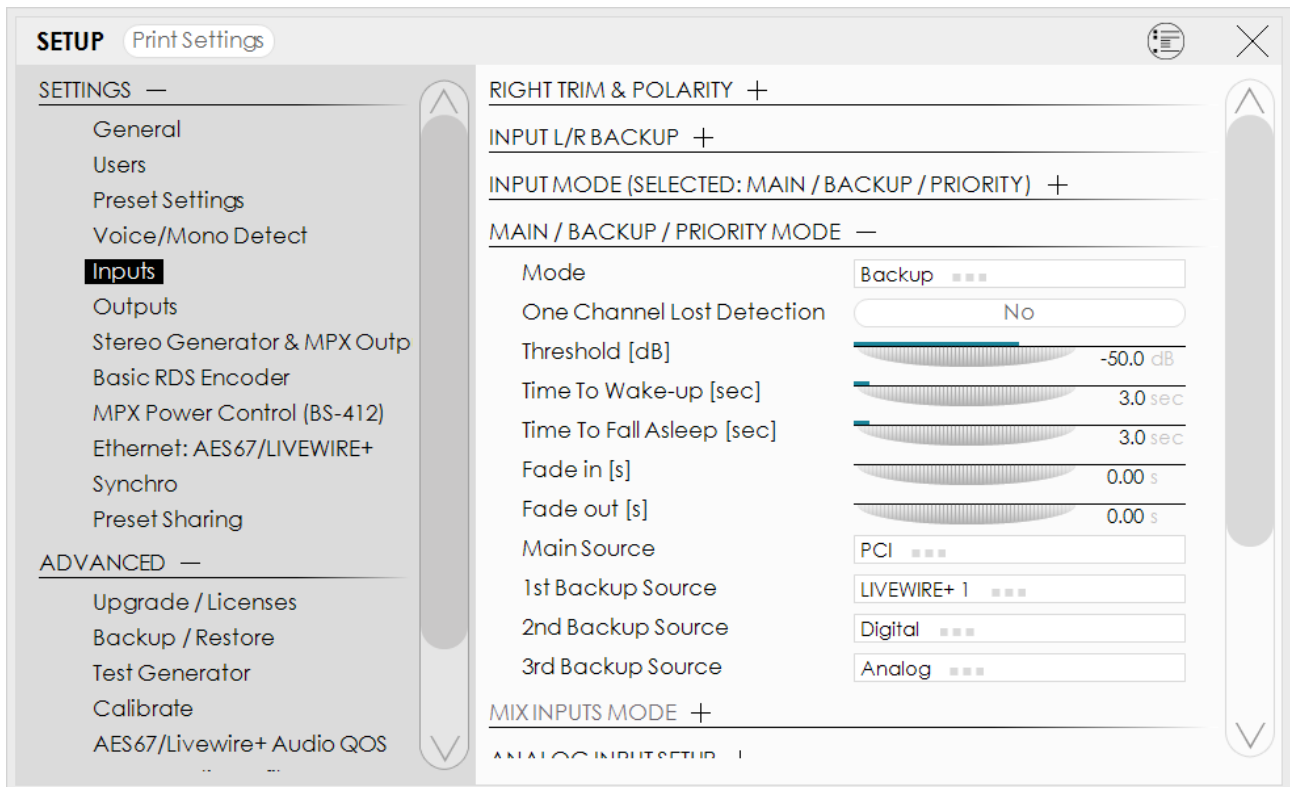 SETUP Print Settings
SETTINGS —
General
Users
Preset Settings
Voice/Mono Detect
Inputs
Outputs
Stereo Generator & MPX Outp
Basic RDS Encoder
MPX Power Control (BS-412)
Ethernet: AES67/LIVEWIRE+
Synchro
Preset Sharing
ADVANCED —
Upgrade / Licenses
Backup / Restore
Test Generator
Calibrate
AES67/Livewire+ Audio QOS
RIGHT TRIM & POLARITY +
INPUT L/R BACKUP +
INPUT MODE (SELECTED: MAIN / BACKUP / PRIORITY) +
MAIN / BACKUP / PRIORITY MODE —
Mode Backup
One Channel Lost Detection No
Threshold [dB] -50.0 dB
Time To Wake-up [sec] 3.0 sec
Time To Fall Asleep [sec] 3.0 sec
Fade in [s] 0.00 s
Fade out [s] 0.00 s
Main Source PCI
1st Backup Source LIVEWIRE+ 1
2nd Backup Source Digital
3rd Backup Source Analog
MIX INPUTS MODE +
ANALOG INPUT SETUP +